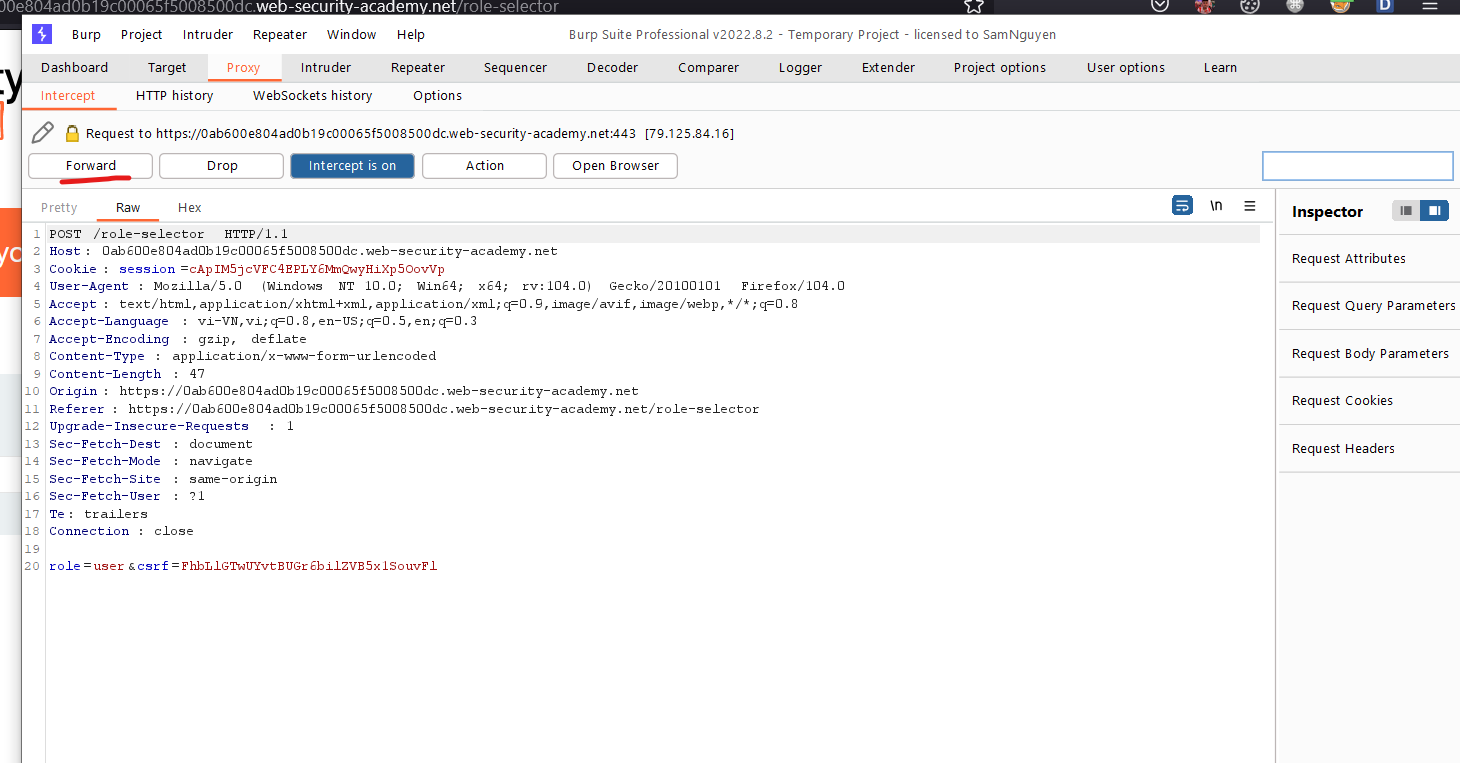 00e804ad0b19c00065f5008500dc.web-security-academy.net/role-selector
Burp Project Intruder Repeater Window Help Burp Suite Professional v2022.8.2 - Temporary Project - licensed to SamNguyen
Dashboard Target Proxy Intruder Repeater Sequencer Decoder Comparer Logger Extender Project options User options Learn
Intercept HTTP history WebSockets history Options
Request to https://0ab600e804ad0b19c00065f5008500dc.web-security-academy.net:443 [79.125.84.16]
Forward Drop Intercept is on Action Open Browser
Pretty Raw Hex \n
Inspector
Request Attributes
Request Query Parameters
Request Body Parameters
Request Cookies
Request Headers
1 POST /role-selector HTTP/1.1
2 Host: 0ab600e804ad0b19c00065f5008500dc.web-security-academy.net
3 Cookie: session=cApIM5jcVFC4EPLY6MmQwyHiXp5OovVp
4 User-Agent: Mozilla/5.0 (Windows NT 10.0; Win64; x64; rv:104.0) Gecko/20100101 Firefox/104.0
5 Accept: text/html,application/xhtml+xml,application/xml;q=0.9,image/avif,image/webp,*/*;q=0.8
6 Accept-Language: vi-VN,vi;q=0.8,en-US;q=0.5,en;q=0.3
7 Accept-Encoding: gzip, deflate
8 Content-Type: application/x-www-form-urlencoded
9 Content-Length: 47
10 Origin: https://0ab600e804ad0b19c00065f5008500dc.web-security-academy.net
11 Referer: https://0ab600e804ad0b19c00065f5008500dc.web-security-academy.net/role-selector
12 Upgrade-Insecure-Requests: 1
13 Sec-Fetch-Dest: document
14 Sec-Fetch-Mode: navigate
15 Sec-Fetch-Site: same-origin
16 Sec-Fetch-User: ?1
17 Te: trailers
18 Connection: close
19
20 role=user&csrf=FhbLlGTwUYvtBUGr6bilZVB5x1SouvFl